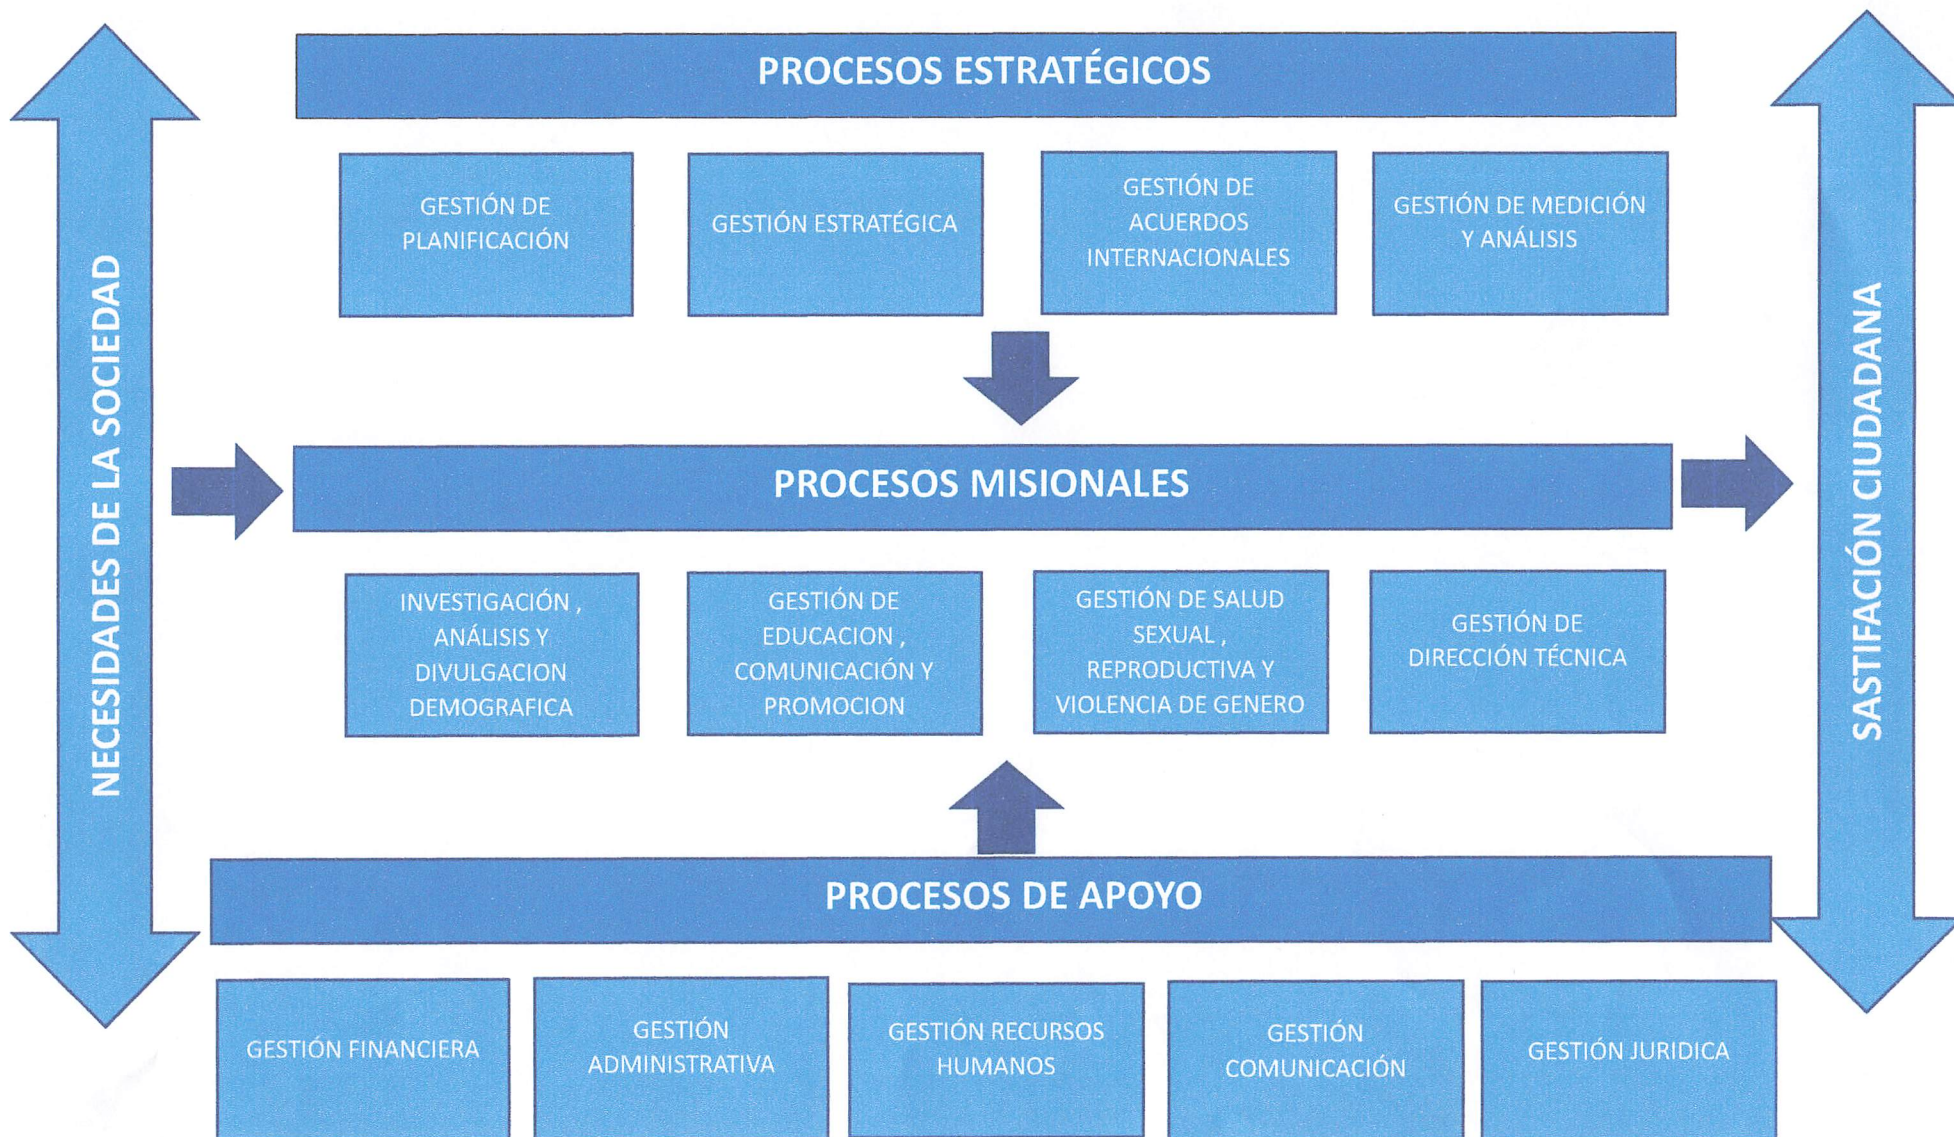 PROCESOS ESTRATÉGICOS
GESTIÓN DE
PLANIFICACIÓN
GESTIÓN ESTRATÉGICA
GESTIÓN DE
ACUERDOS
INTERNACIONALES
GESTIÓN DE MEDICIÓN
Y ANÁLISIS
NECESIDADES DE LA SOCIEDAD
PROCESOS MISIONALES
SASTIFACIÓN CIUDADANA
INVESTIGACIÓN ,
ANÁLISIS Y
DIVULGACION
DEMOGRAFICA
GESTIÓN DE
EDUCACION ,
COMUNICACIÓN Y
PROMOCION
GESTIÓN DE SALUD
SEXUAL ,
REPRODUCTIVA Y
VIOLENCIA DE GENERO
GESTIÓN DE
DIRECCIÓN TÉCNICA
PROCESOS DE APOYO
GESTIÓN FINANCIERA
GESTIÓN
ADMINISTRATIVA
GESTIÓN RECURSOS
HUMANOS
GESTIÓN
COMUNICACIÓN
GESTIÓN JURIDICA